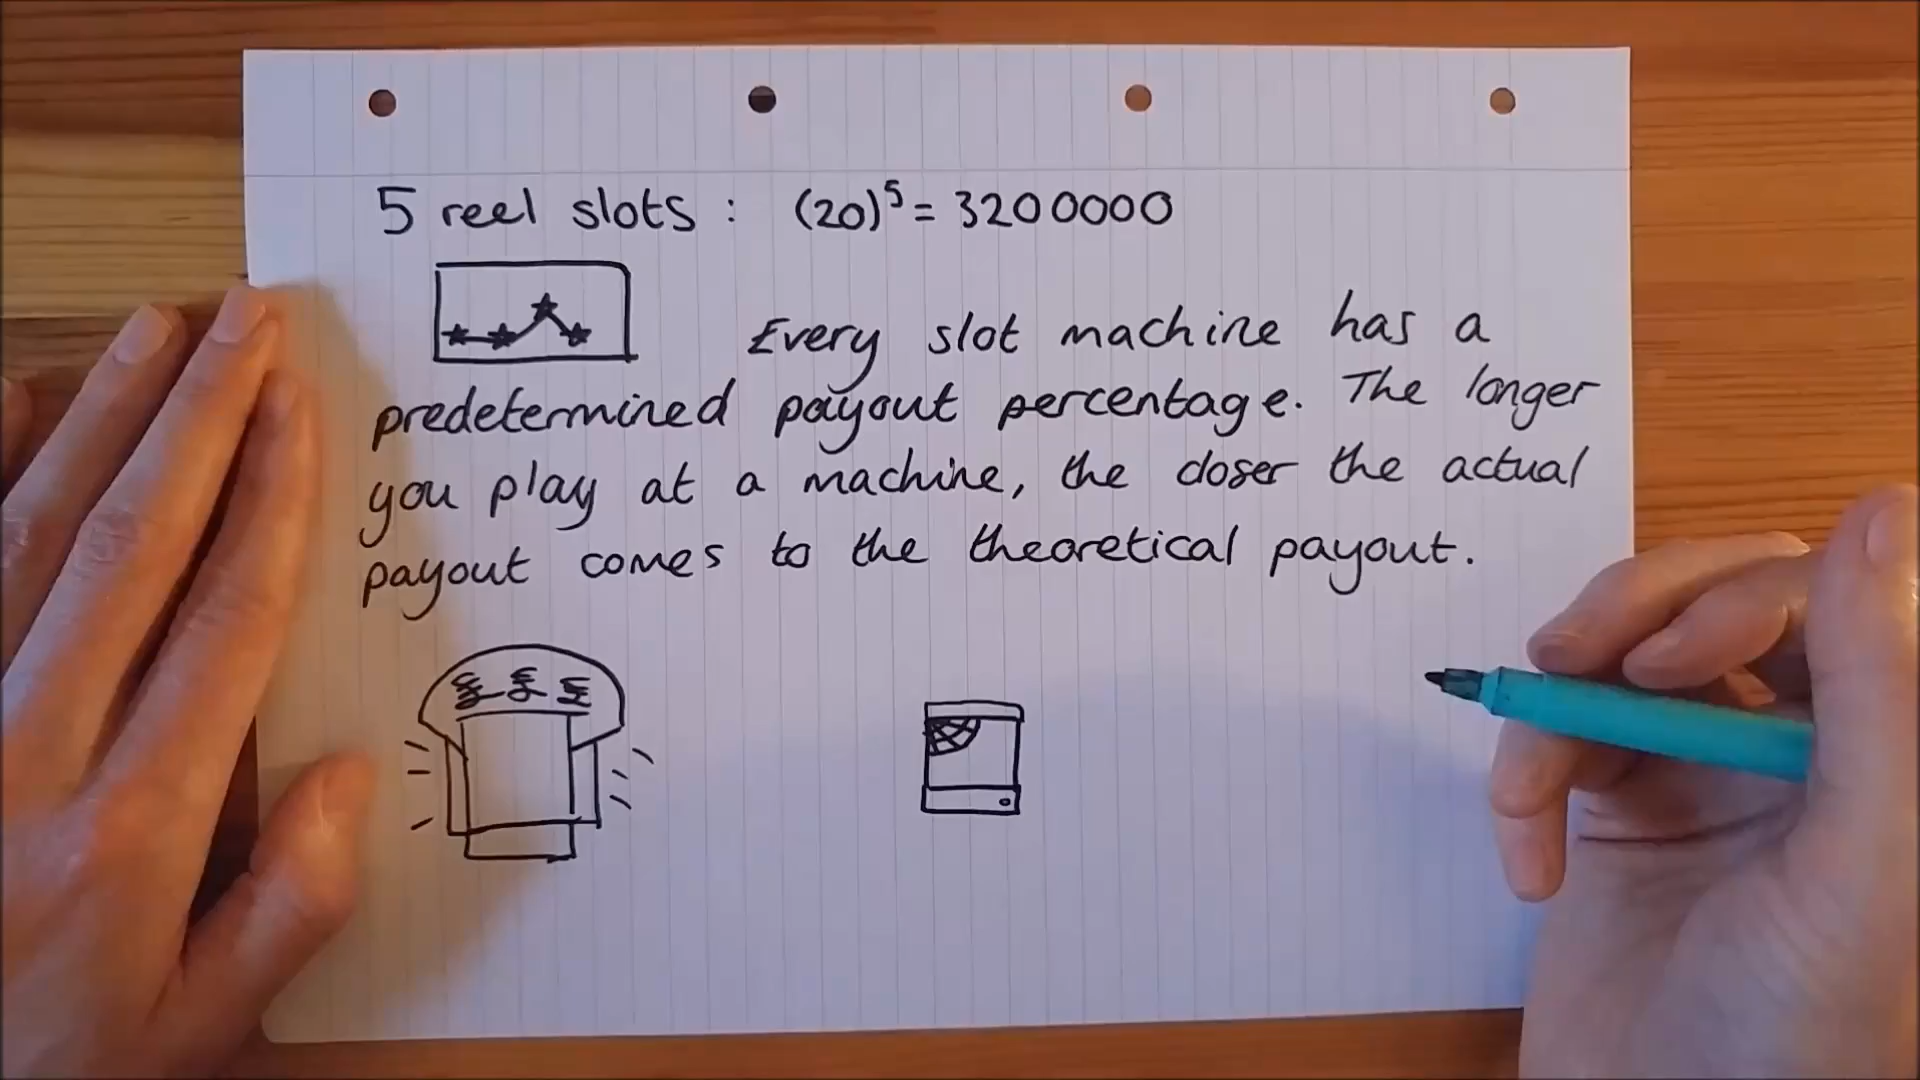 5 reel slots : (20)⁵ = 3200000
Every slot machine has a
predetermined payout percentage. The longer
you play at a machine, the closer the actual
payout comes to the theoretical payout.